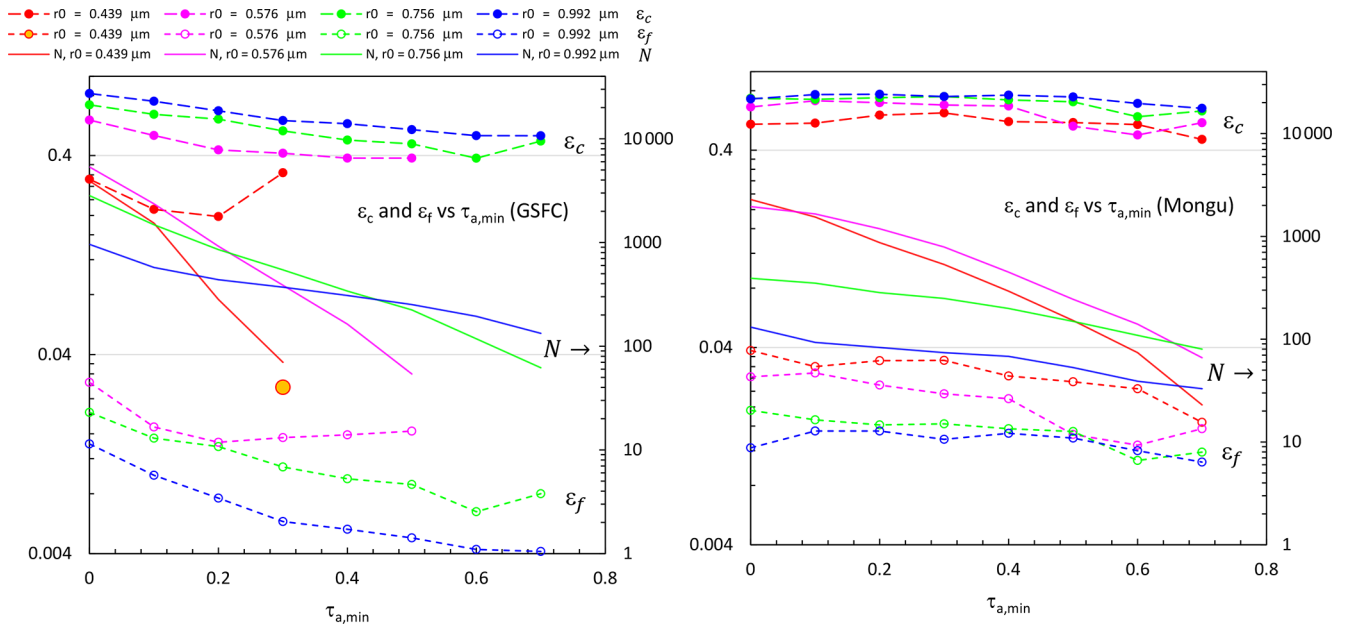 r0 = 0.439 μm r0 = 0.576 μm r0 = 0.756 μm r0 = 0.992 μm εc
r0 = 0.439 μm r0 = 0.576 μm r0 = 0.756 μm r0 = 0.992 μm εf
N, r0 = 0.439 μm N, r0 = 0.576 μm N, r0 = 0.756 μm N, r0 = 0.992 μm N
0.4
0.04
0.004
10 000
1000
100
10
1
εc
εc and εf vs τa,min (GSFC)
N →
εf
0 0.2 0.4 0.6 0.8
τa,min
0.4
0.04
0.004
10 000
1000
100
10
1
εc
εc and εf vs τa,min (Mongu)
N →
εf
0 0.2 0.4 0.6 0.8
τa,min